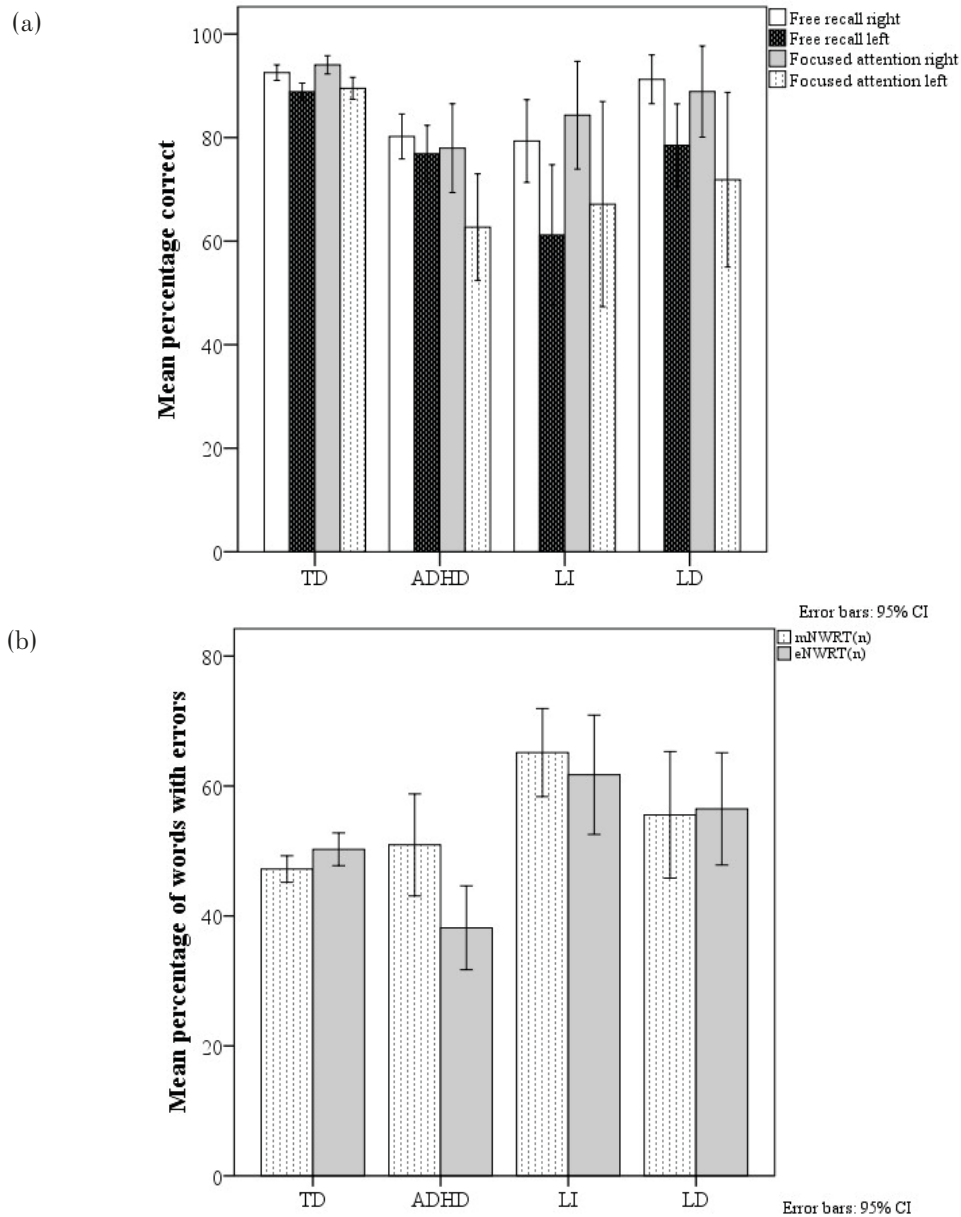 (a)
Free recall right
Free recall left
Focused attention right
Focused attention left
Mean percentage correct
100
80
60
40
20
0
TD ADHD LI LD
Error bars: 95% CI
(b)
mNWRT(n)
eNWRT(n)
Mean percentage of words with errors
80
60
40
20
0
TD ADHD LI LD
Error bars: 95% CI